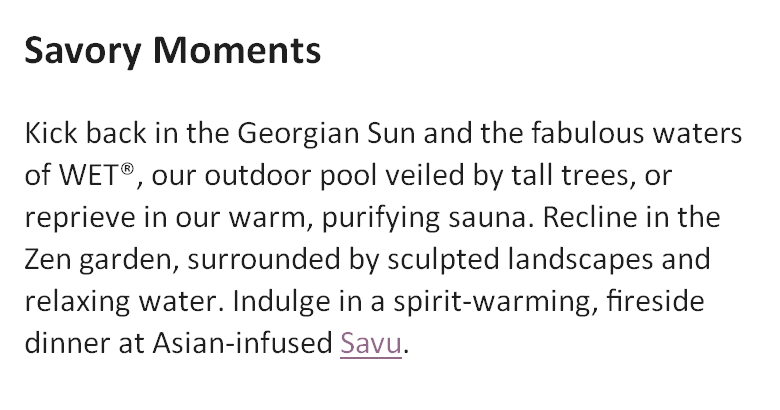 Savory Moments
Kick back in the Georgian Sun and the fabulous waters
of WET®, our outdoor pool veiled by tall trees, or
reprieve in our warm, purifying sauna. Recline in the
Zen garden, surrounded by sculpted landscapes and
relaxing water. Indulge in a spirit-warming, fireside
dinner at Asian-infused Savu.